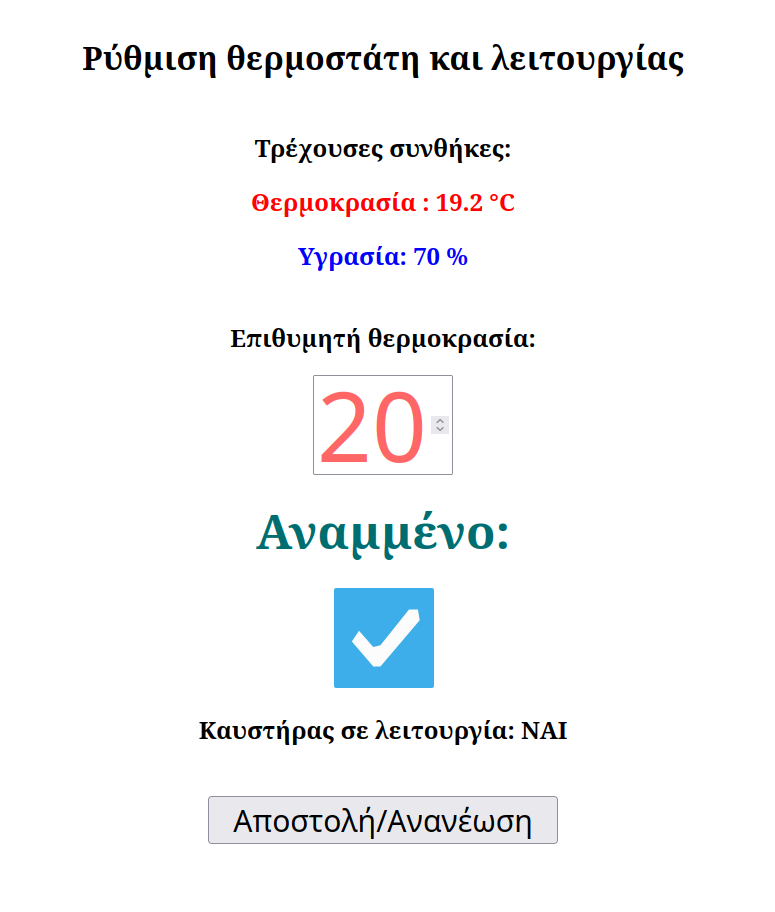 Ρύθμιση θερμοστάτη και λειτουργίας
Τρέχουσες συνθήκες:
Θερμοκρασία : 19.2 °C
Υγρασία: 70 %
Επιθυμητή θερμοκρασία:
20
Αναμμένο:
Καυστήρας σε λειτουργία: ΝΑΙ
Αποστολή/Ανανέωση